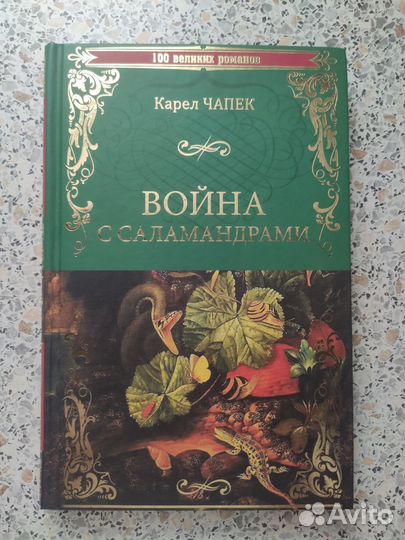 100 великих романов
Карел ЧАПЕК
ВОЙНА
С САЛАМАНДРАМИ
Avito